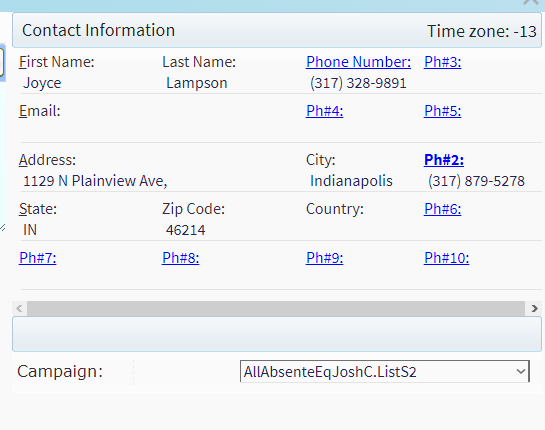 Contact Information Time zone: -13
First Name: Last Name: Phone Number: Ph#3:
Joyce Lampson (317) 328-9891
Email: Ph#4: Ph#5:
Address: City: Ph#2:
1129 N Plainview Ave, Indianapolis (317) 879-5278
State: Zip Code: Country: Ph#6:
IN 46214
Ph#7: Ph#8: Ph#9: Ph#10:
Campaign: AllAbsenteEqJoshC.ListS2